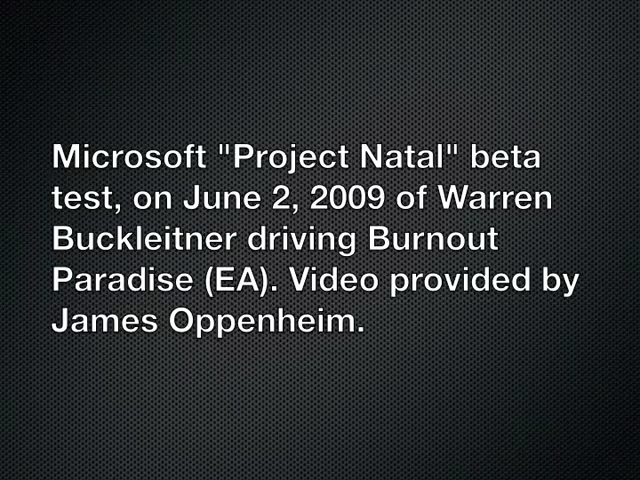 Microsoft "Project Natal" beta
test, on June 2, 2009 of Warren
Buckleitner driving Burnout
Paradise (EA). Video provided by
James Oppenheim.